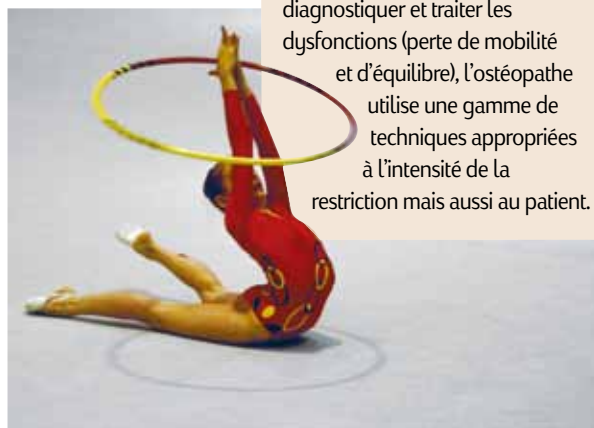 diagnostiquer et traiter les
dysfonctions (perte de mobilité
et d'équilibre), l'ostéopathe
utilise une gamme de
techniques appropriées
à l'intensité de la
restriction mais aussi au patient.